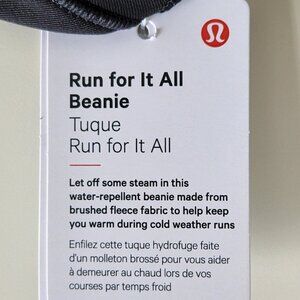 Run for It All
Beanie
Tuque
Run for It All
Let off some steam in this
water-repellent beanie made from
brushed fleece fabric to help keep
you warm during cold weather runs
Enfilez cette tuque hydrofuge faite
d'un molleton brossé pour vous aider
à demeurer au chaud lors de vos
courses par temps froid